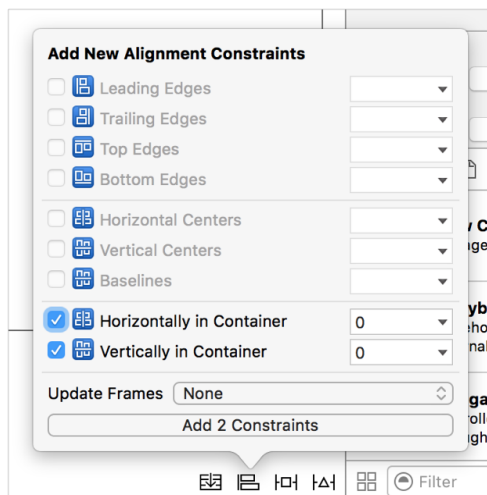 Add New Alignment Constraints
Leading Edges
Trailing Edges
Top Edges
Bottom Edges
Horizontal Centers
Vertical Centers
Baselines
Horizontally in Container 0
Vertically in Container 0
Update Frames None
Add 2 Constraints
Filter